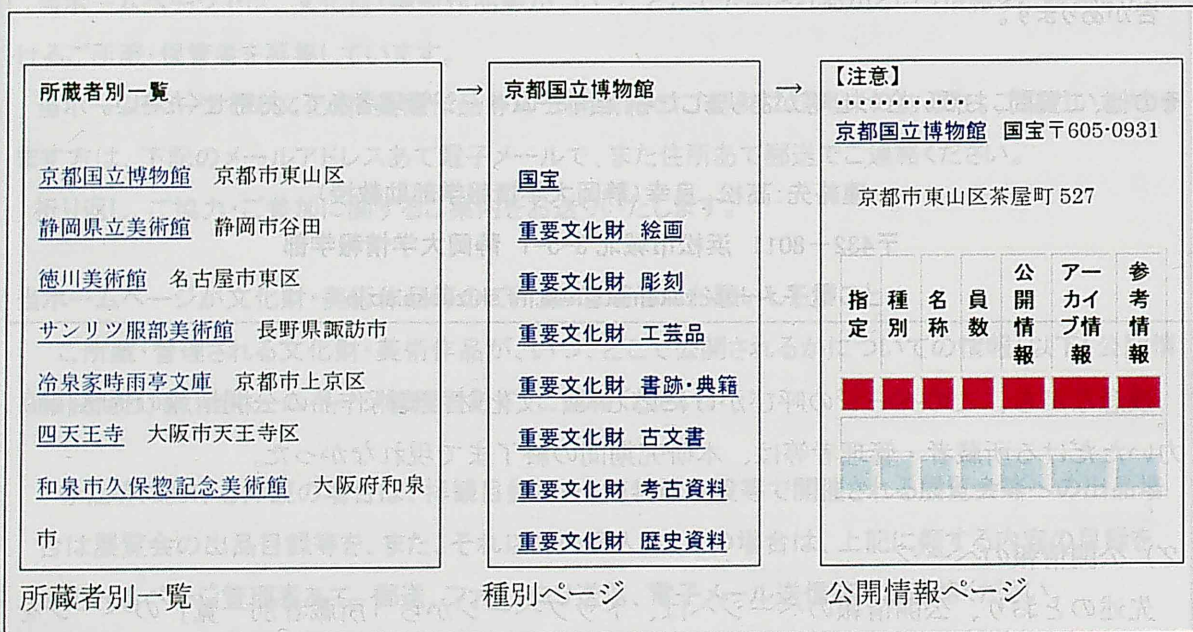 所蔵者別一覧
京都国立博物館 京都市東山区
静岡県立美術館 静岡市谷田
徳川美術館 名古屋市東区
サンリツ服部美術館 長野県諏訪市
冷泉家時雨亭文庫 京都市上京区
四天王寺 大阪市天王寺区
和泉市久保惣記念美術館 大阪府和泉
市
所蔵者別一覧
→
京都国立博物館
国宝
重要文化財 絵画
重要文化財 彫刻
重要文化財 工芸品
重要文化財 書跡・典籍
重要文化財 古文書
重要文化財 考古資料
重要文化財 歴史資料
種別ページ
→
【注意】
…………
京都国立博物館 国宝〒605-0931
京都市東山区茶屋町 527
指定 種別 名称 員数 公開情報 アーカイブ情報 参考情報
公開情報ページ